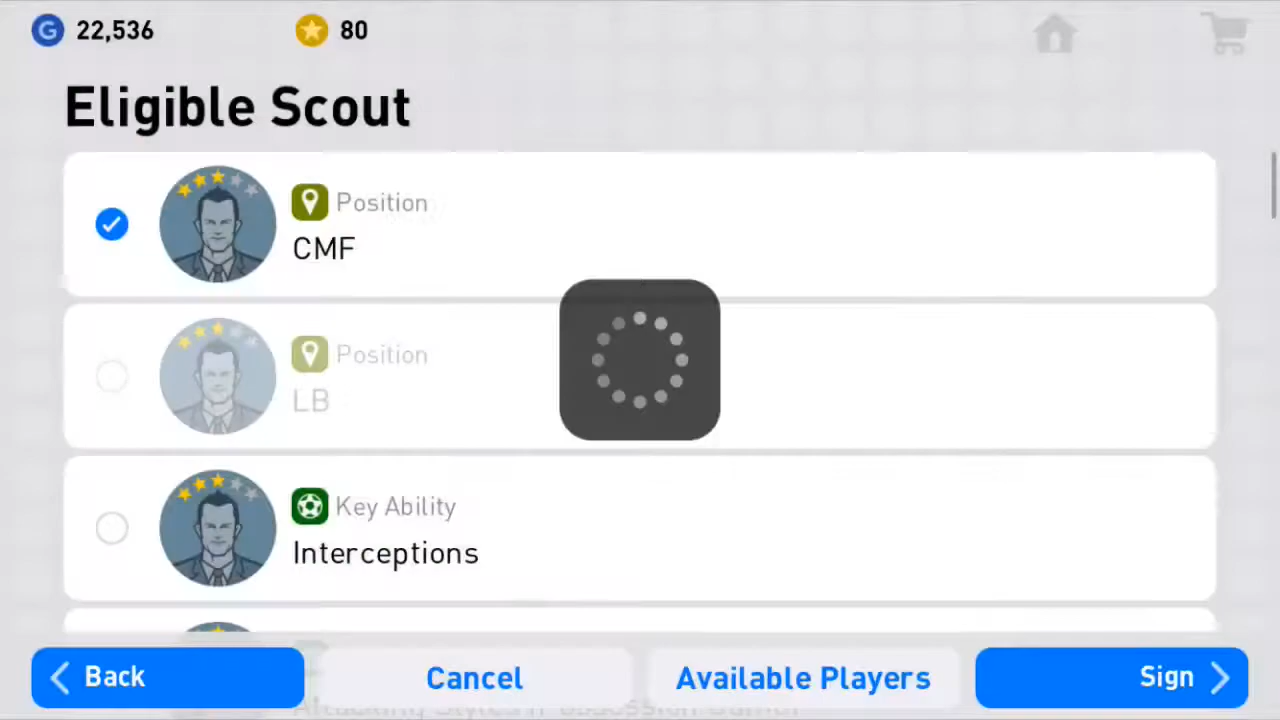 G 22,536 80
Eligible Scout
Position
CMF
Position
LB
Key Ability
Interceptions
Back
Cancel
Available Players
Sign